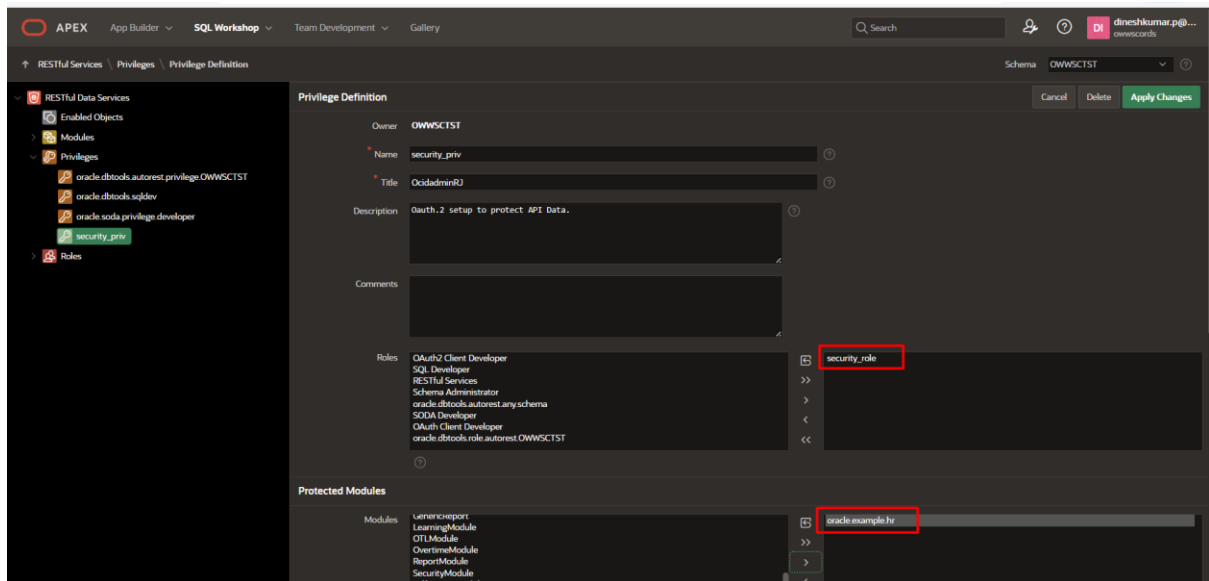 APEX App Builder SQL Workshop Team Development Gallery Search DI dineshkumar.p@...
owwscords
RESTful Services \ Privileges \ Privilege Definition Schema OWWSCTST
RESTful Data Services
Enabled Objects
Modules
Privileges
oracle.dbtools.autorest.privilege.OWWSCTST
oracle.dbtools.sqldev
oracle.soda.privilege.developer
security_priv
Roles
Privilege Definition Cancel Delete Apply Changes
Owner OWWSCTST
* Name security_priv
* Title OcidadminRJ
Description Oauth.2 setup to protect API Data.
Comments
Roles OAuth2 Client Developer
SQL Developer
RESTful Services
Schema Administrator
oracle.dbtools.autorest.any.schema
SODA Developer
OAuth Client Developer
oracle.dbtools.role.autorest.OWWSCTST
security_role
Protected Modules
Modules GenericReport
LearningModule
OTLModule
OvertimeModule
ReportModule
SecurityModule
oracle.example.hr